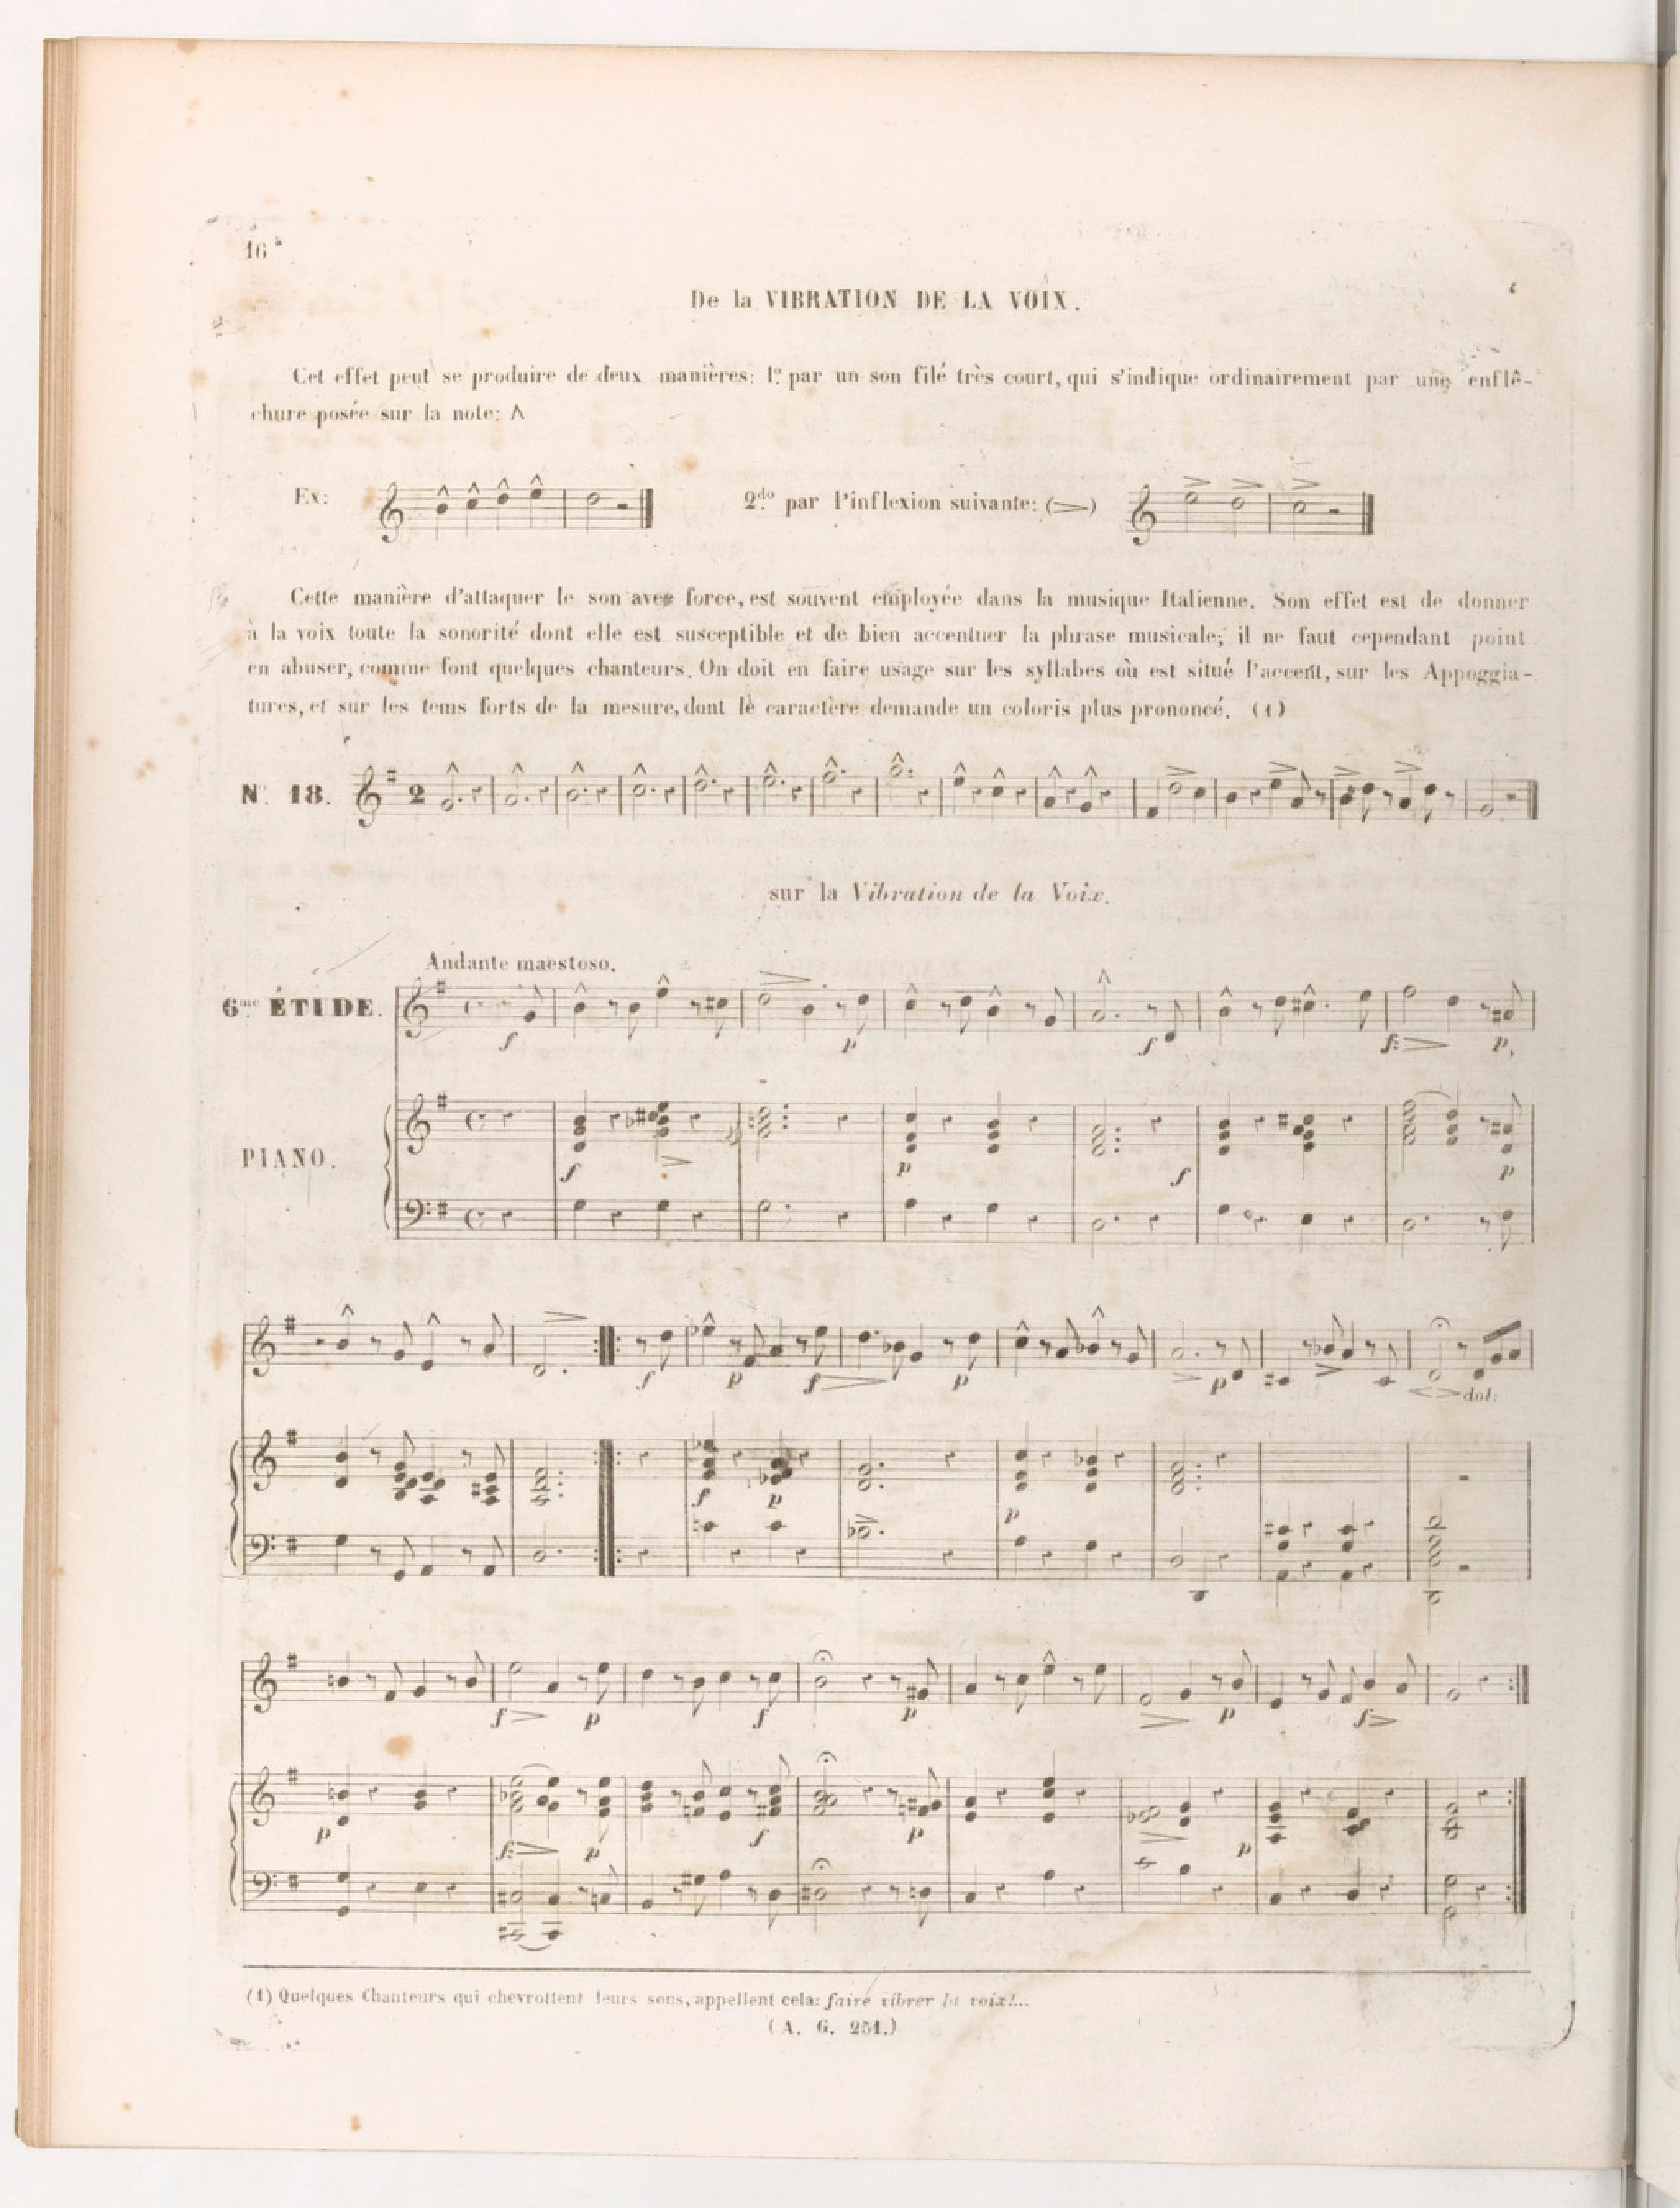 16
De la VIBRATION DE LA VOIX.
Cet effet peut se produire de deux manières: 1º par un son filé très court, qui s'indique ordinairement par une enflê-
chure posée sur la note: ^
Ex:
2do par l'inflexion suivante: (>)
Cette manière d'attaquer le son avec force, est souvent employée dans la musique Italienne. Son effet est de donner
à la voix toute la sonorité dont elle est susceptible et de bien accentuer la phrase musicale; il ne faut cependant point
en abuser, comme font quelques chanteurs. On doit en faire usage sur les syllabes où est situé l'accent, sur les Appoggia-
tures, et sur les tems forts de la mesure, dont le caractère demande un coloris plus prononcé. (1)
N. 18.
2
sur la Vibration de la Voix.
Andante maestoso.
6me ÉTUDE.
f p f f: p,
PIANO.
f p f p
f p f p p dol:
f p p
f p f p p f
p f: p f p p
(1) Quelques Chanteurs qui chevrottent leurs sons, appellent cela: faire vibrer la voix!...
(A. G. 251.)